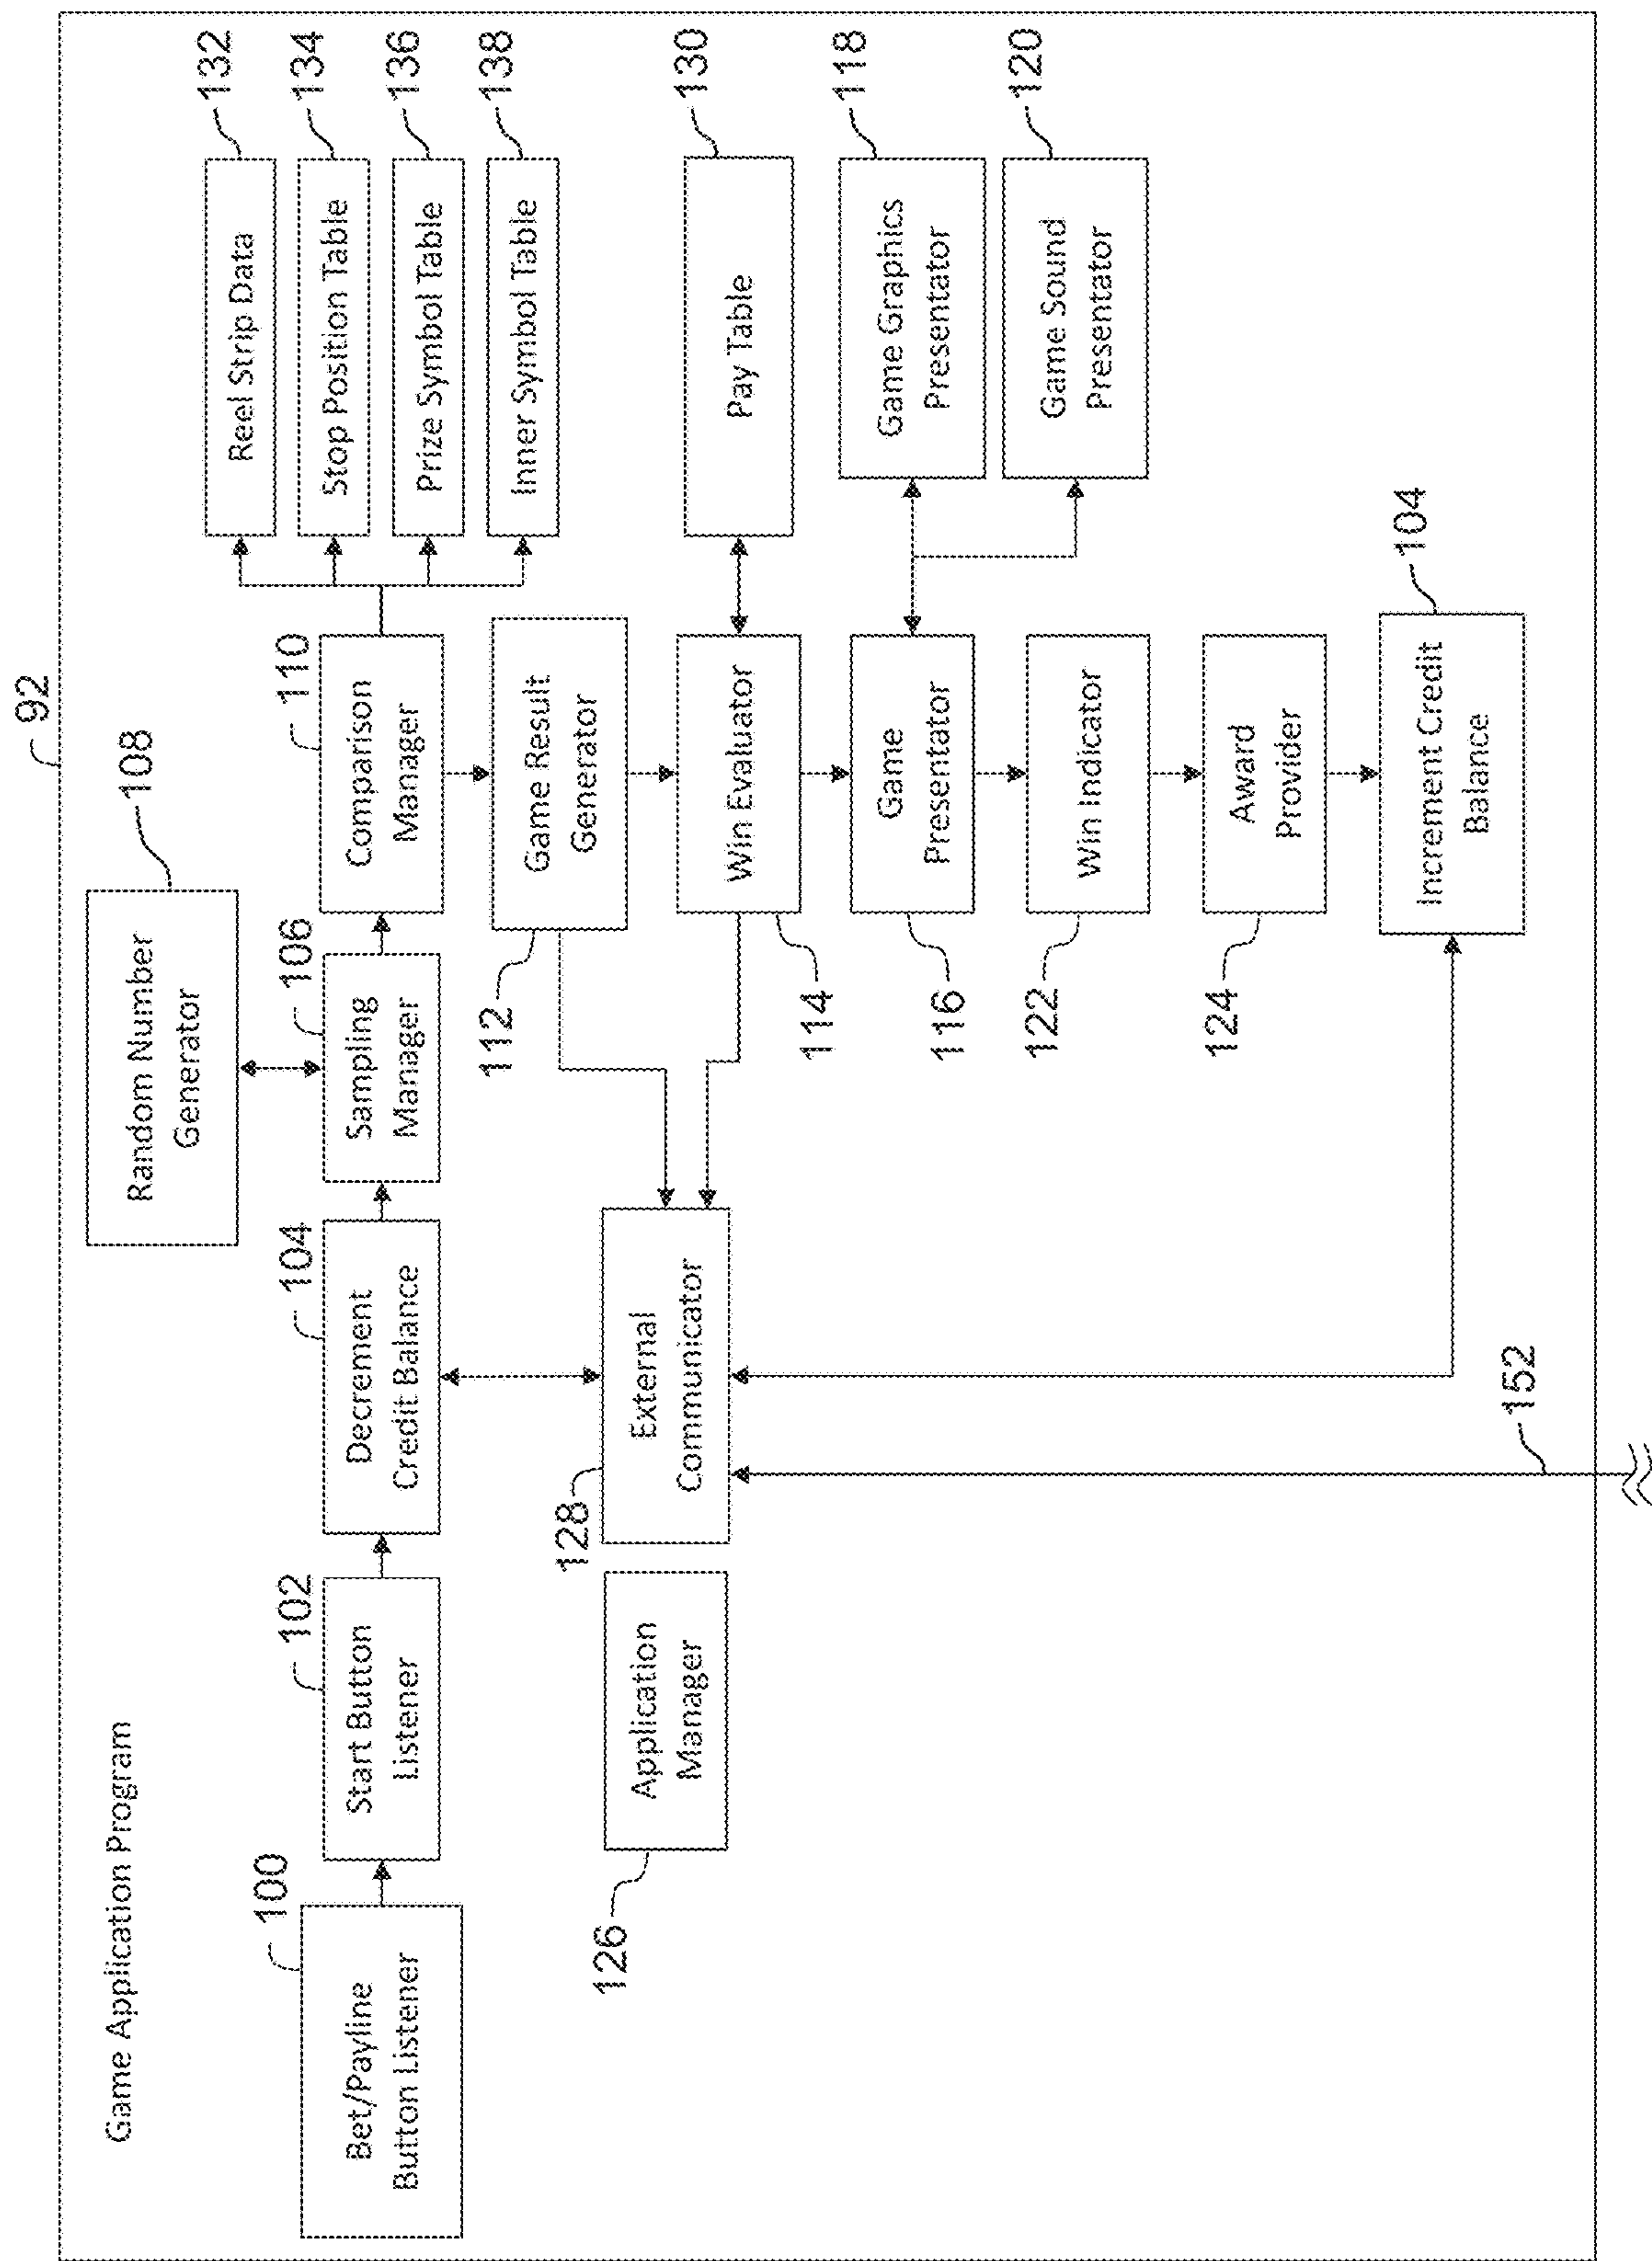 92
Game Application Program
Random Number
Generator
108
100
102
104
106
110
Bet/Payline
Button Listener
Start Button
Listener
Decrement
Credit Balance
Sampling
Manager
Comparison
Manager
Reel Strip Data
132
Stop Position Table
134
Prize Symbol Table
136
Inner Symbol Table
138
112
Game Result
Generator
126
Application
Manager
128
External
Communicator
114
Win Evaluator
Pay Table
130
116
Game
Presentator
Game Graphics
Presentator
118
Game Sound
Presentator
120
122
Win Indicator
124
Award
Provider
Increment Credit
Balance
104
152